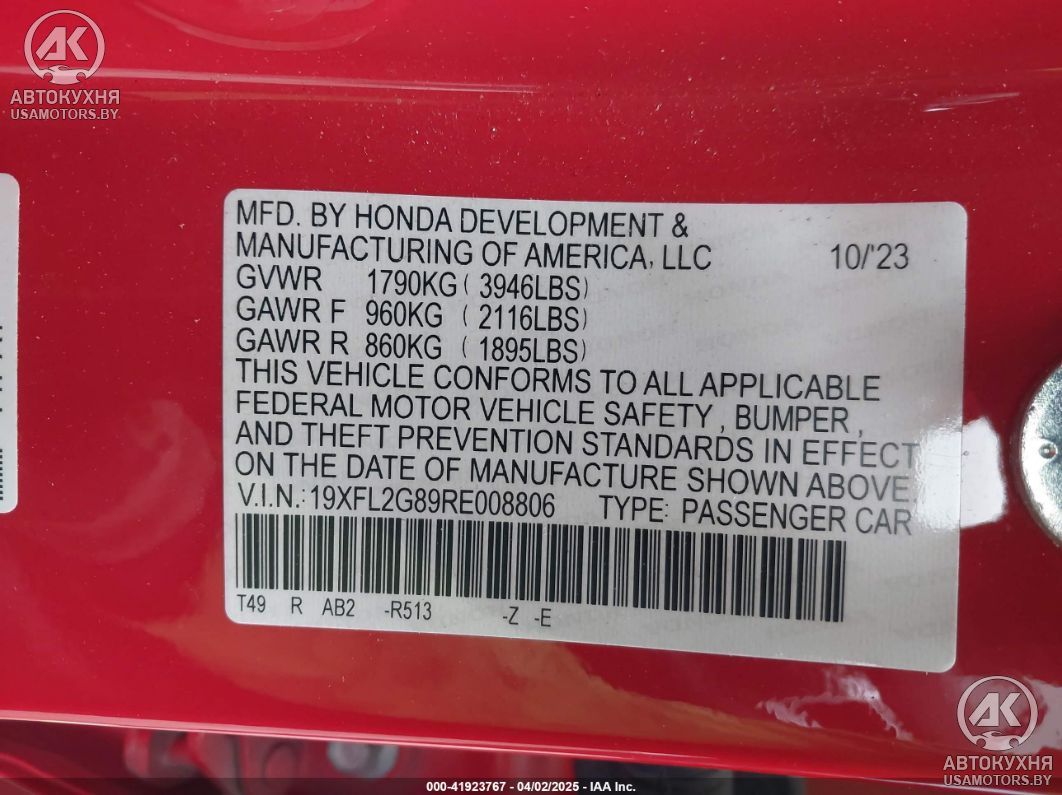 AK
АВТОКУХНЯ
USAMOTORS.BY
MFD. BY HONDA DEVELOPMENT &
MANUFACTURING OF AMERICA, LLC 10/'23
GVWR 1790KG ( 3946LBS)
GAWR F 960KG ( 2116LBS)
GAWR R 860KG ( 1895LBS)
THIS VEHICLE CONFORMS TO ALL APPLICABLE
FEDERAL MOTOR VEHICLE SAFETY , BUMPER ,
AND THEFT PREVENTION STANDARDS IN EFFECT
ON THE DATE OF MANUFACTURE SHOWN ABOVE.
V.I.N.: 19XFL2G89RE008806 TYPE: PASSENGER CAR
T49 R AB2 -R513 -Z -E
AK
АВТОКУХНЯ
USAMOTORS.BY
000-41923767 - 04/02/2025 - IAA Inc.